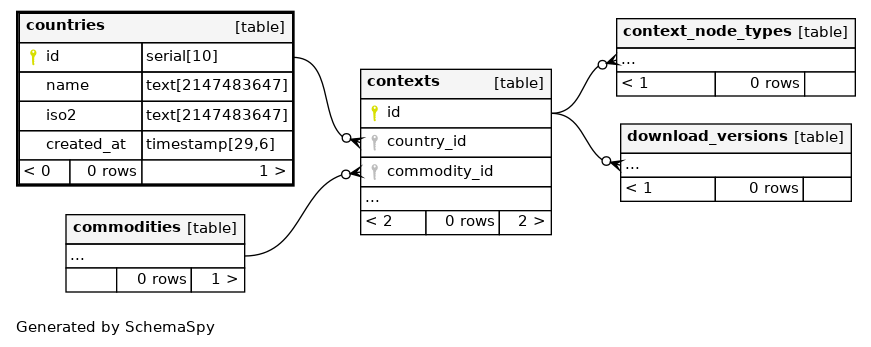 countries [table]
id serial[10]
name text[2147483647]
iso2 text[2147483647]
created_at timestamp[29,6]
< 0 0 rows 1 >
commodities [table]
...
0 rows 1 >
contexts [table]
id
country_id
commodity_id
...
< 2 0 rows 2 >
context_node_types [table]
...
< 1 0 rows
download_versions [table]
...
< 1 0 rows
Generated by SchemaSpy